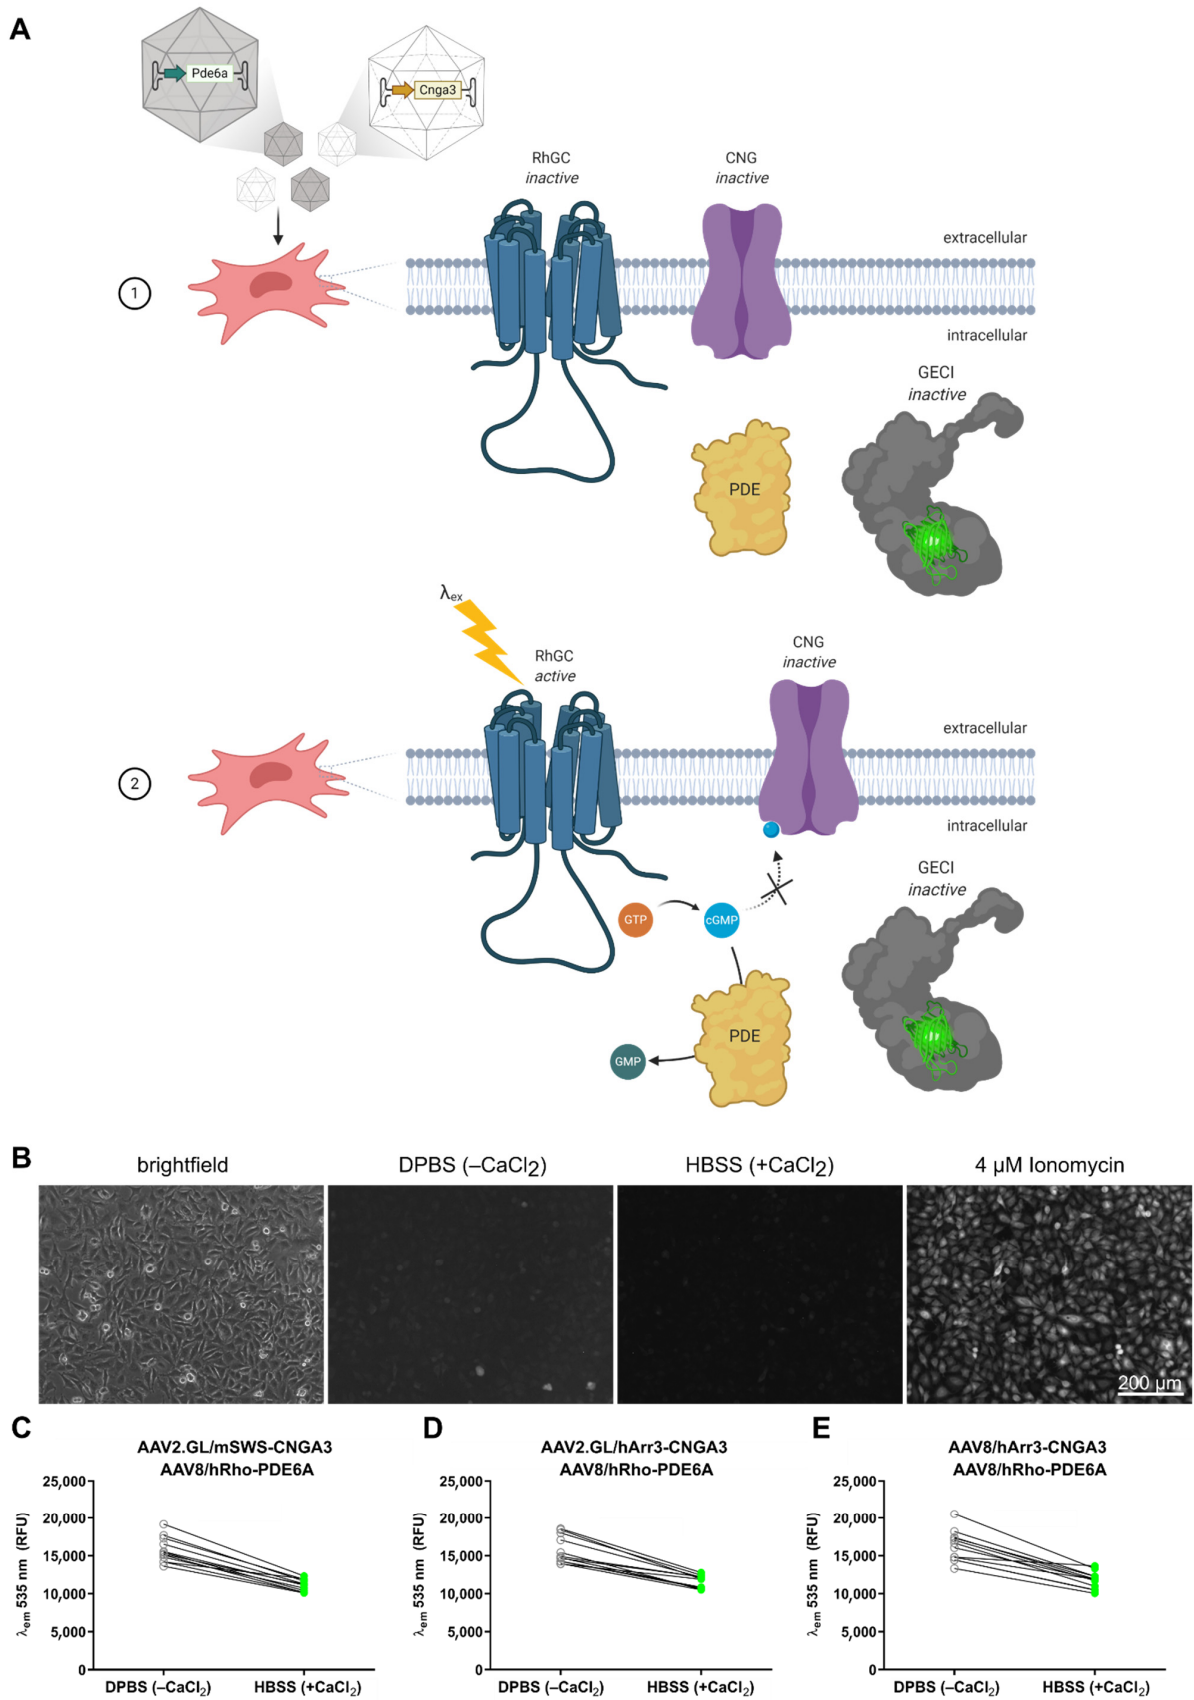 A
Pde6a
Cnga3
RhGC
inactive
CNG
inactive
extracellular
1
intracellular
GECI
inactive
PDE
λex
RhGC
active
CNG
inactive
extracellular
2
intracellular
GECI
inactive
GTP
cGMP
PDE
GMP
B
brightfield
DPBS (–CaCl2)
HBSS (+CaCl2)
4 µM Ionomycin
200 µm
C
AAV2.GL/mSWS-CNGA3
AAV8/hRho-PDE6A
25,000
20,000
15,000
10,000
5,000
0
λem 535 nm (RFU)
DPBS (–CaCl2)
HBSS (+CaCl2)
D
AAV2.GL/hArr3-CNGA3
AAV8/hRho-PDE6A
25,000
20,000
15,000
10,000
5,000
0
λem 535 nm (RFU)
DPBS (–CaCl2)
HBSS (+CaCl2)
E
AAV8/hArr3-CNGA3
AAV8/hRho-PDE6A
25,000
20,000
15,000
10,000
5,000
0
λem 535 nm (RFU)
DPBS (–CaCl2)
HBSS (+CaCl2)